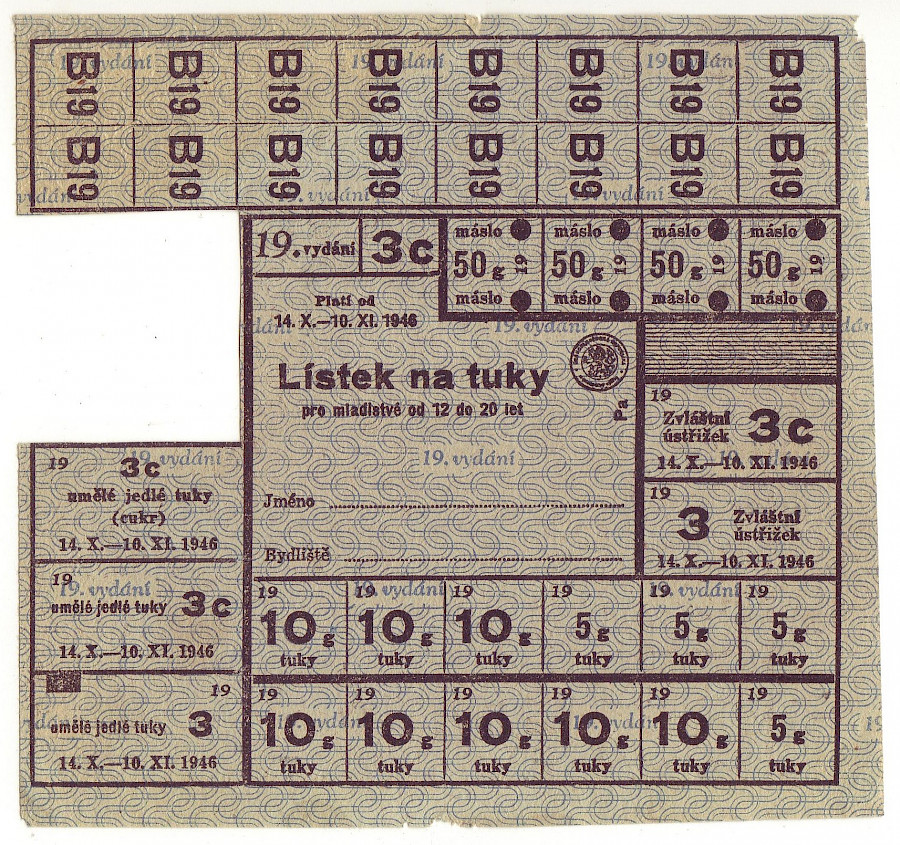 B19 B19 B19 B19 B19 B19 B19 B19
B19 B19 B19 B19 B19 B19 B19 B19
19. vydání 3c
máslo máslo máslo máslo
50 g 19 50 g 19 50 g 19 50 g 19
máslo máslo máslo máslo
Platí od
14. X.—10. XI. 1946
Lístek na tuky
pro mladistvé od 12 do 20 let
Pa
19. vydání
Jméno
Bydliště
19
Zvláštní
ústřižek 3c
14. X.—10. XI. 1946
19
3 Zvláštní
ústřižek
14. X.—10. XI. 1946
19 3c
umělé jedlé tuky
(cukr)
14. X.—10. XI. 1946
19
umělé jedlé tuky 3c
14. X.—10. XI. 1946
19
umělé jedlé tuky 3
14. X.—10. XI. 1946
19 19 19 19 19 19
10 g 10 g 10 g 5 g 5 g 5 g
tuky tuky tuky tuky tuky tuky
19 19 19 19 19 19
10 g 10 g 10 g 10 g 10 g 5 g
tuky tuky tuky tuky tuky tuky